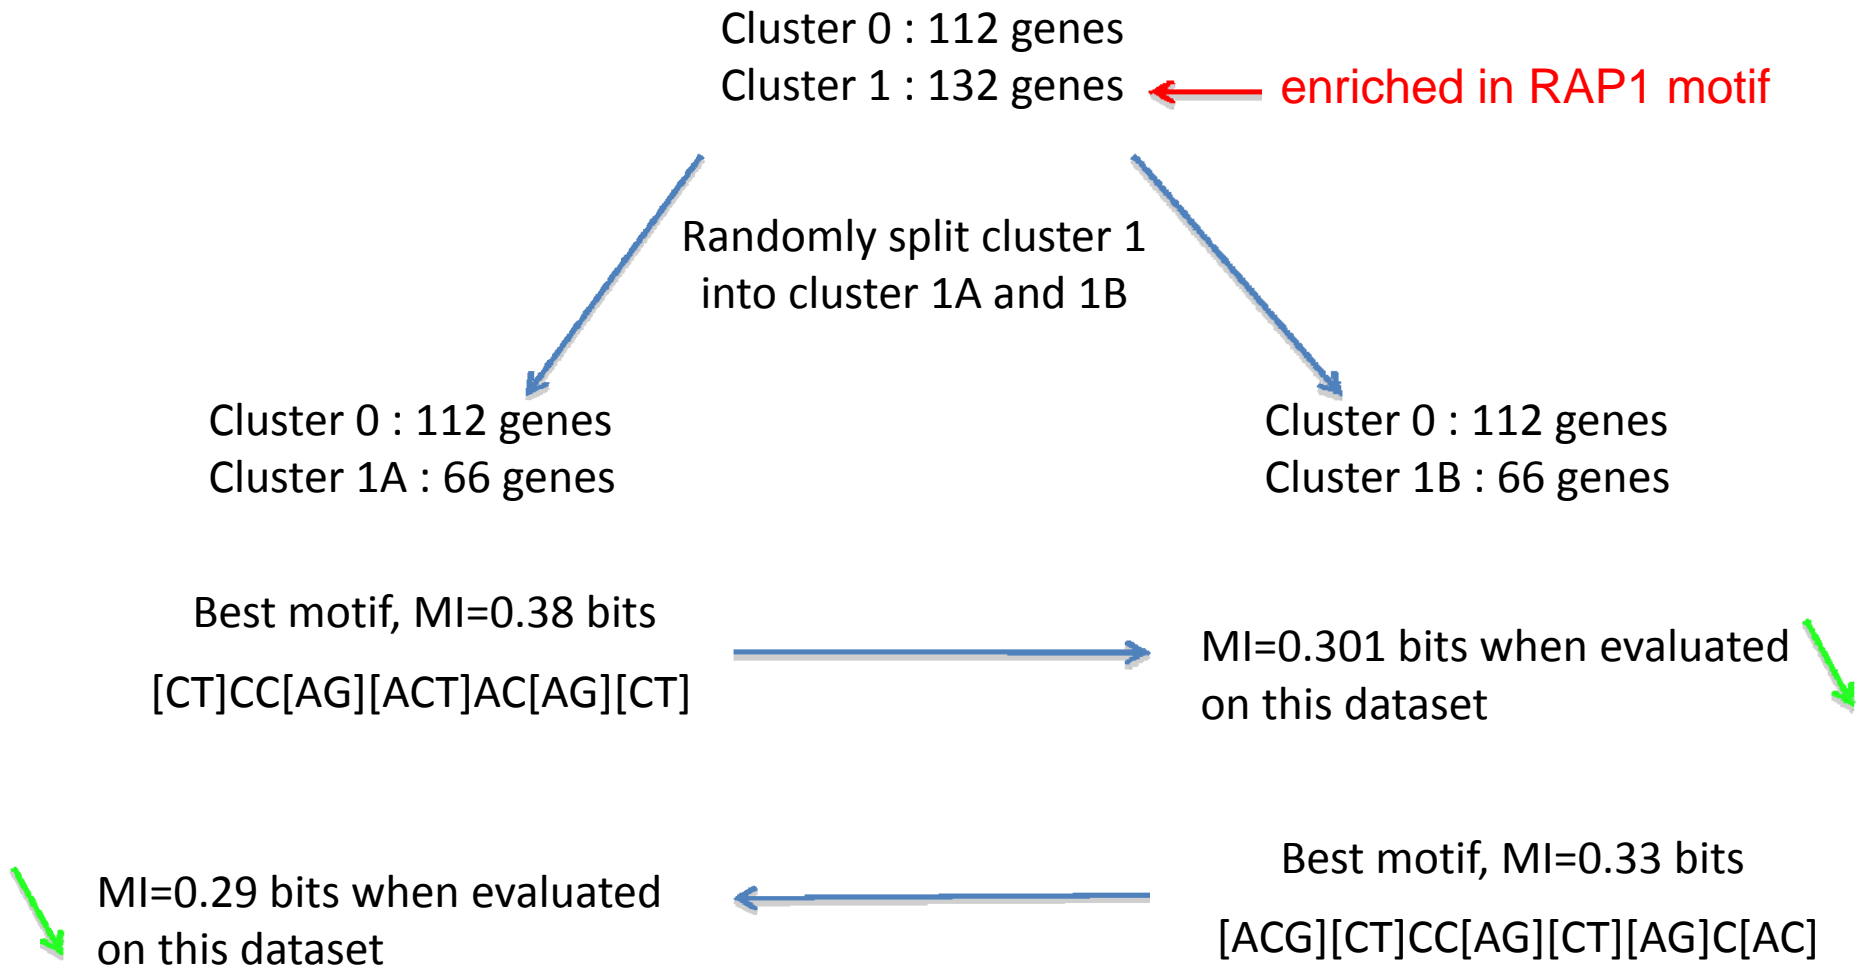 Cluster 0 : 112 genes
Cluster 1 : 132 genes
enriched in RAP1 motif
Randomly split cluster 1
into cluster 1A and 1B
Cluster 0 : 112 genes
Cluster 1A : 66 genes
Cluster 0 : 112 genes
Cluster 1B : 66 genes
Best motif, MI=0.38 bits
[CT]CC[AG][ACT]AC[AG][CT]
MI=0.301 bits when evaluated
on this dataset
MI=0.29 bits when evaluated
on this dataset
Best motif, MI=0.33 bits
[ACG][CT]CC[AG][CT][AG]C[AC]